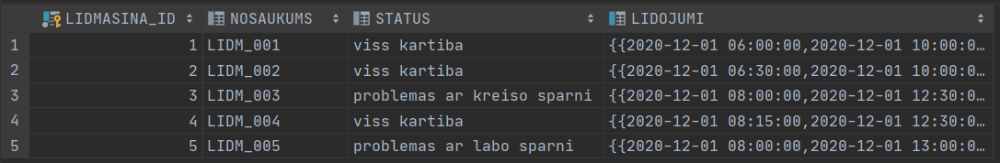 LIDMASINA_ID NOSAUKUMS STATUS LIDOJUMI
1 1 LIDM_001 viss kartiba {{2020-12-01 06:00:00,2020-12-01 10:00:0…
2 2 LIDM_002 viss kartiba {{2020-12-01 06:30:00,2020-12-01 10:00:0…
3 3 LIDM_003 problemas ar kreiso sparni {{2020-12-01 08:00:00,2020-12-01 12:30:0…
4 4 LIDM_004 viss kartiba {{2020-12-01 08:15:00,2020-12-01 12:30:0…
5 5 LIDM_005 problemas ar labo sparni {{2020-12-01 08:00:00,2020-12-01 13:00:0…